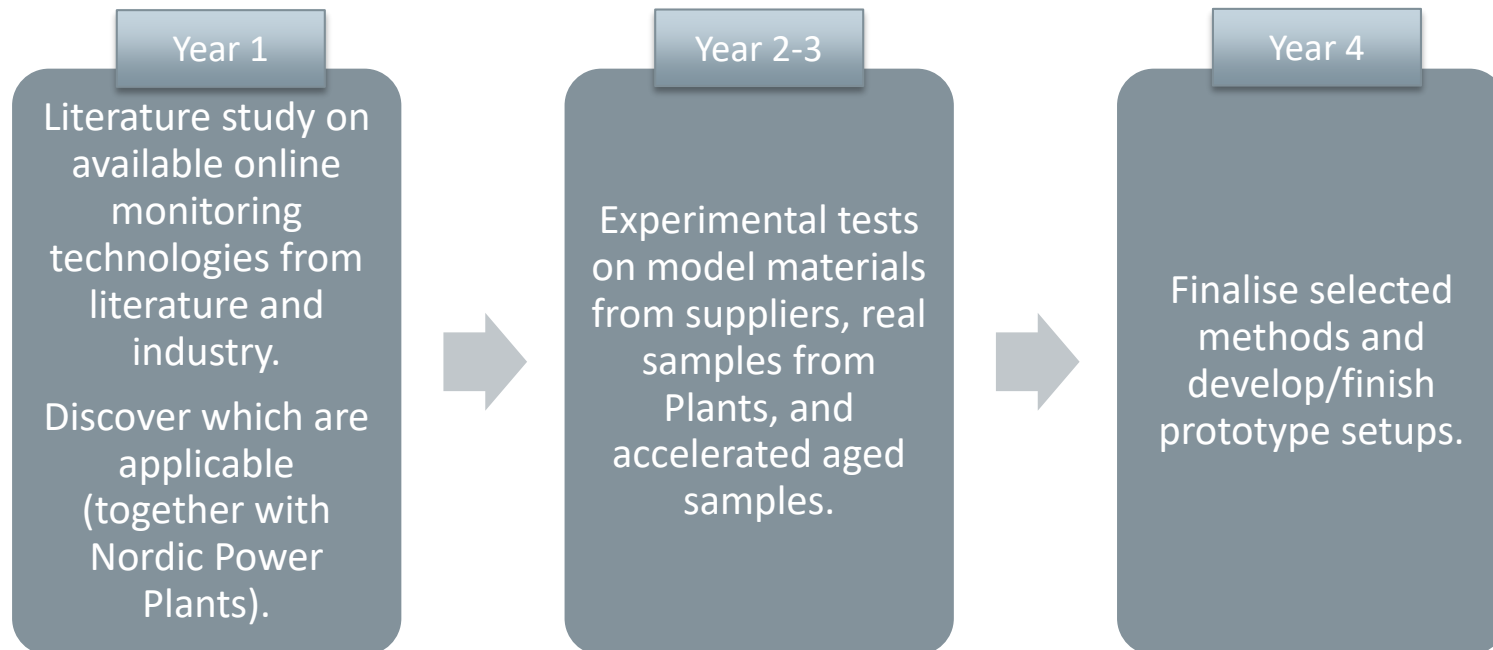 Year 1
Literature study on
available online
monitoring
technologies from
literature and
industry.
Discover which are
applicable
(together with
Nordic Power
Plants).
Year 2-3
Experimental tests
on model materials
from suppliers, real
samples from
Plants, and
accelerated aged
samples.
Year 4
Finalise selected
methods and
develop/finish
prototype setups.